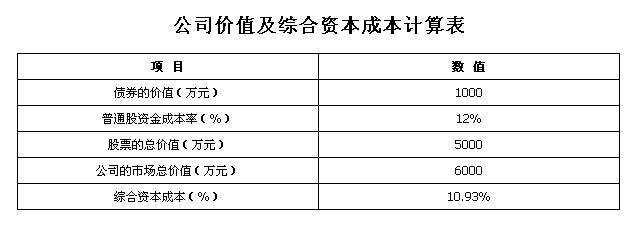 公司价值及综合资本成本计算表
项 目 数 值
债券的价值(万元) 1000
普通股资金成本率(%) 12%
股票的总价值(万元) 5000
公司的市场总价值(万元) 6000
综合资本成本(%) 10.93%